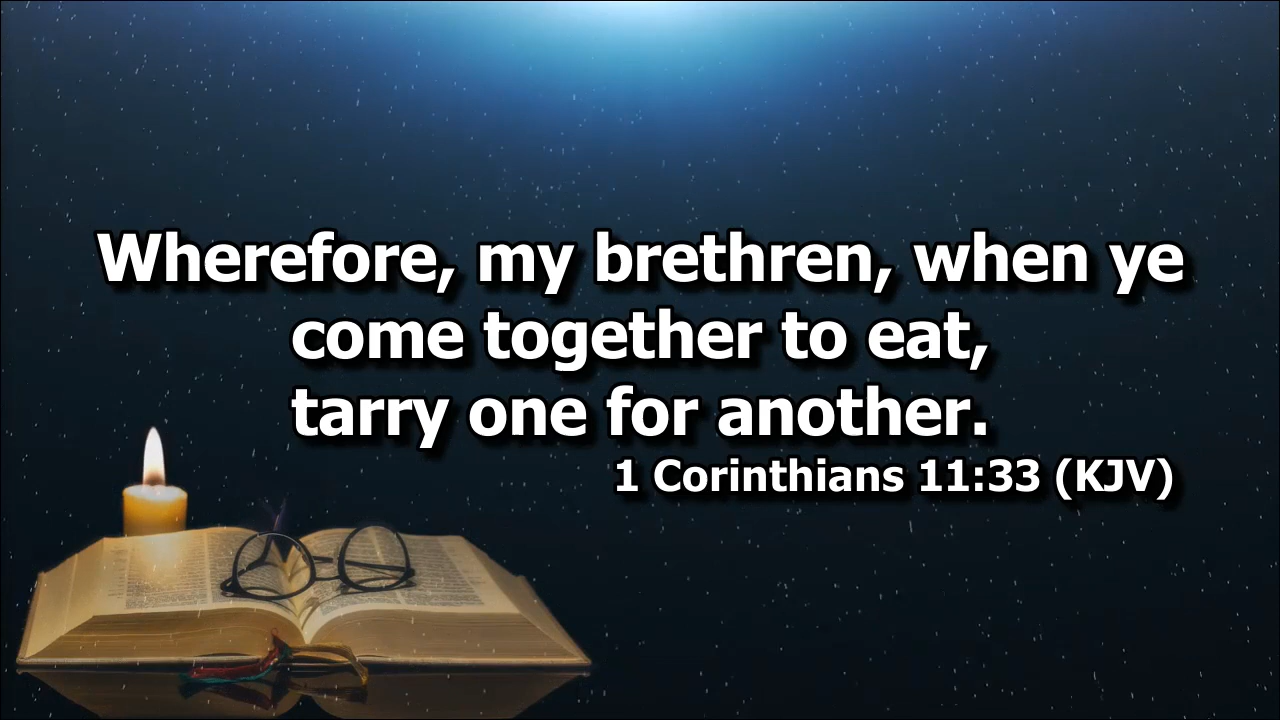 Wherefore, my brethren, when ye
come together to eat,
tarry one for another.
1 Corinthians 11:33 (KJV)